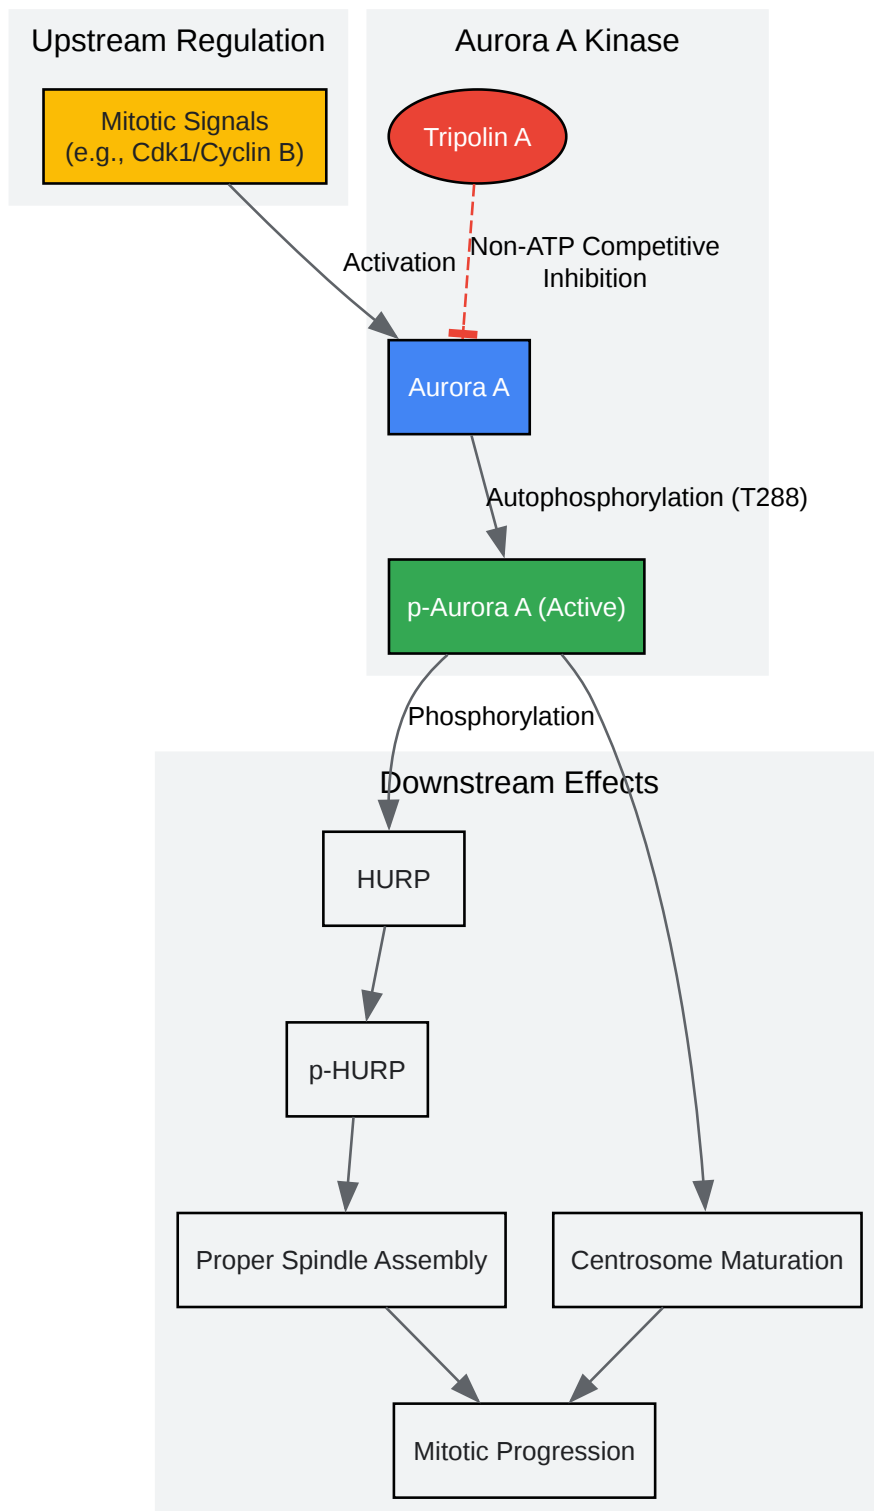 Upstream Regulation
Aurora A Kinase
Mitotic Signals
(e.g., Cdk1/Cyclin B)
Tripolin A
Activation
Non-ATP Competitive
Inhibition
Aurora A
Autophosphorylation (T288)
p-Aurora A (Active)
Phosphorylation
Downstream Effects
HURP
p-HURP
Proper Spindle Assembly
Centrosome Maturation
Mitotic Progression